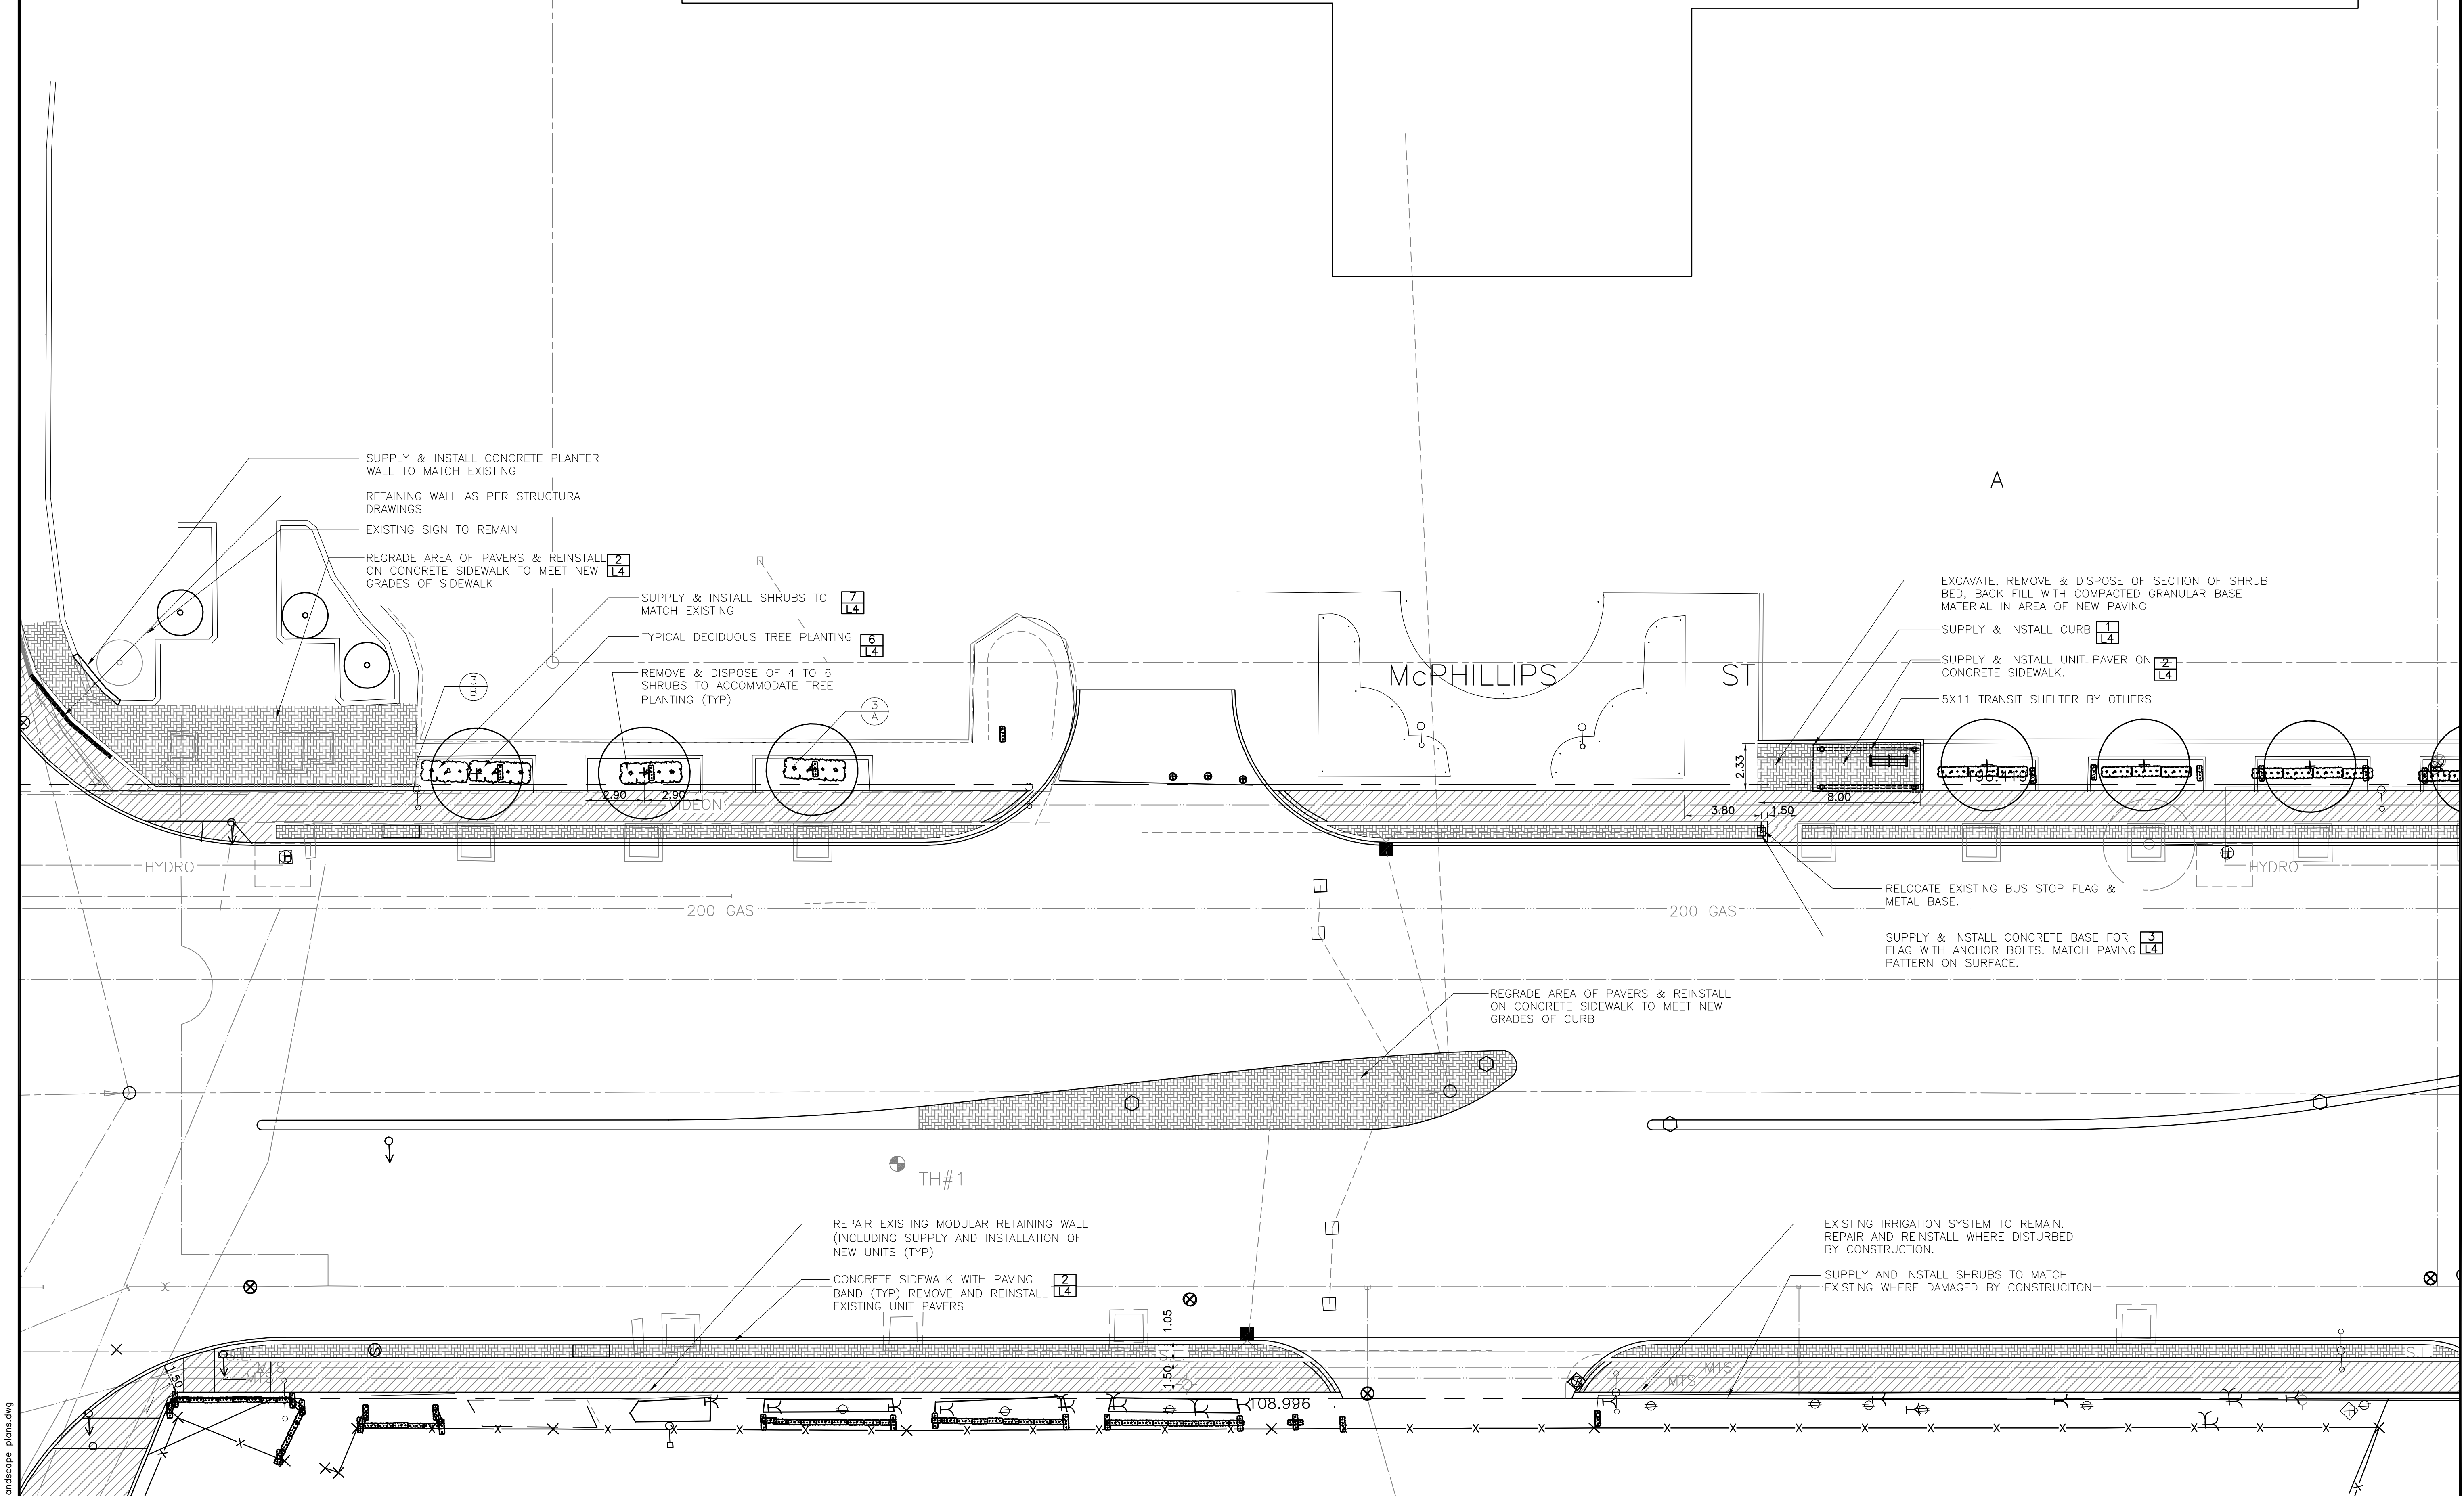 SUPPLY & INSTALL CONCRETE PLANTER
WALL TO MATCH EXISTING
RETAINING WALL AS PER STRUCTURAL
DRAWINGS
EXISTING SIGN TO REMAIN
REGRADE AREA OF PAVERS & REINSTALL
ON CONCRETE SIDEWALK TO MEET NEW
GRADES OF SIDEWALK
2
L4
SUPPLY & INSTALL SHRUBS TO
MATCH EXISTING
7
L4
TYPICAL DECIDUOUS TREE PLANTING
6
L4
REMOVE & DISPOSE OF 4 TO 6
SHRUBS TO ACCOMMODATE TREE
PLANTING (TYP)
3
B
3
A
A
McPHILLIPS ST
EXCAVATE, REMOVE & DISPOSE OF SECTION OF SHRUB
BED, BACK FILL WITH COMPACTED GRANULAR BASE
MATERIAL IN AREA OF NEW PAVING
SUPPLY & INSTALL CURB
1
L4
SUPPLY & INSTALL UNIT PAVER ON
CONCRETE SIDEWALK.
2
L4
5X11 TRANSIT SHELTER BY OTHERS
2.33
8.00
3.80
1.50
2.90
2.90
VIDEON
HYDRO
HYDRO
200 GAS
200 GAS
RELOCATE EXISTING BUS STOP FLAG &
METAL BASE.
SUPPLY & INSTALL CONCRETE BASE FOR
FLAG WITH ANCHOR BOLTS. MATCH PAVING
PATTERN ON SURFACE.
3
L4
REGRADE AREA OF PAVERS & REINSTALL
ON CONCRETE SIDEWALK TO MEET NEW
GRADES OF CURB
TH#1
REPAIR EXISTING MODULAR RETAINING WALL
(INCLUDING SUPPLY AND INSTALLATION OF
NEW UNITS (TYP)
CONCRETE SIDEWALK WITH PAVING
BAND (TYP) REMOVE AND REINSTALL
EXISTING UNIT PAVERS
2
L4
EXISTING IRRIGATION SYSTEM TO REMAIN.
REPAIR AND REINSTALL WHERE DISTURBED
BY CONSTRUCTION.
SUPPLY AND INSTALL SHRUBS TO MATCH
EXISTING WHERE DAMAGED BY CONSTRUCITON
1.05
1.50
1.50
S.L.
MTS
MTS
MTS
MTS
S.L.
108.996
andscape plans.dwg